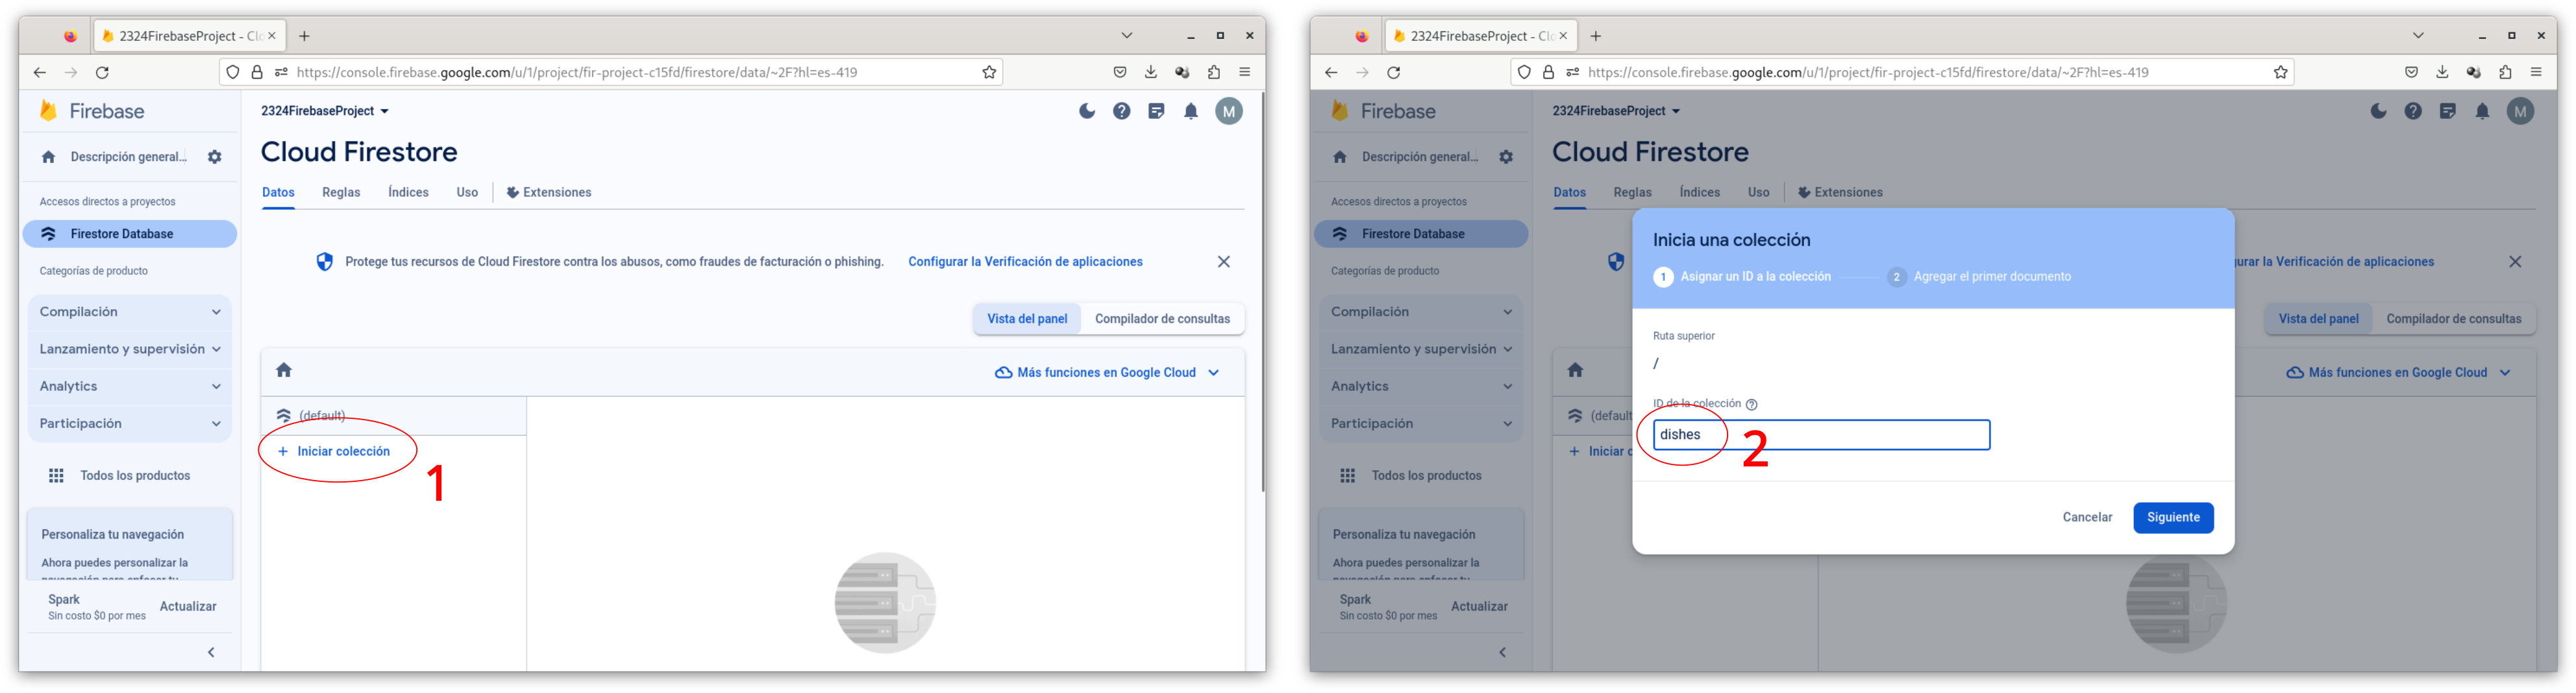 2324FirebaseProject - Clo
https://console.firebase.google.com/u/1/project/fir-project-c15fd/firestore/data/~2F?hl=es-419
Firebase
Descripción general...
Accesos directos a proyectos
Firestore Database
Categorías de producto
Compilación
Lanzamiento y supervisión
Analytics
Participación
Todos los productos
Personaliza tu navegación
Ahora puedes personalizar la
Spark
Sin costo $0 por mes
Actualizar
2324FirebaseProject
M
Cloud Firestore
Datos Reglas Índices Uso Extensiones
Protege tus recursos de Cloud Firestore contra los abusos, como fraudes de facturación o phishing. Configurar la Verificación de aplicaciones
Vista del panel Compilador de consultas
Más funciones en Google Cloud
(default)
+ Iniciar colección
1
2324FirebaseProject - Clo
https://console.firebase.google.com/u/1/project/fir-project-c15fd/firestore/data/~2F?hl=es-419
Firebase
Descripción general...
Accesos directos a proyectos
Firestore Database
Categorías de producto
Compilación
Lanzamiento y supervisión
Analytics
Participación
Todos los productos
Personaliza tu navegación
Ahora puedes personalizar la
Spark
Sin costo $0 por mes
Actualizar
2324FirebaseProject
M
Cloud Firestore
Datos Reglas Índices Uso Extensiones
la Verificación de aplicaciones
Vista del panel Compilador de consultas
Más funciones en Google Cloud
(default
+ Iniciar c
Inicia una colección
1 Asignar un ID a la colección 2 Agregar el primer documento
Ruta superior
/
ID de la colección
dishes
2
Cancelar Siguiente